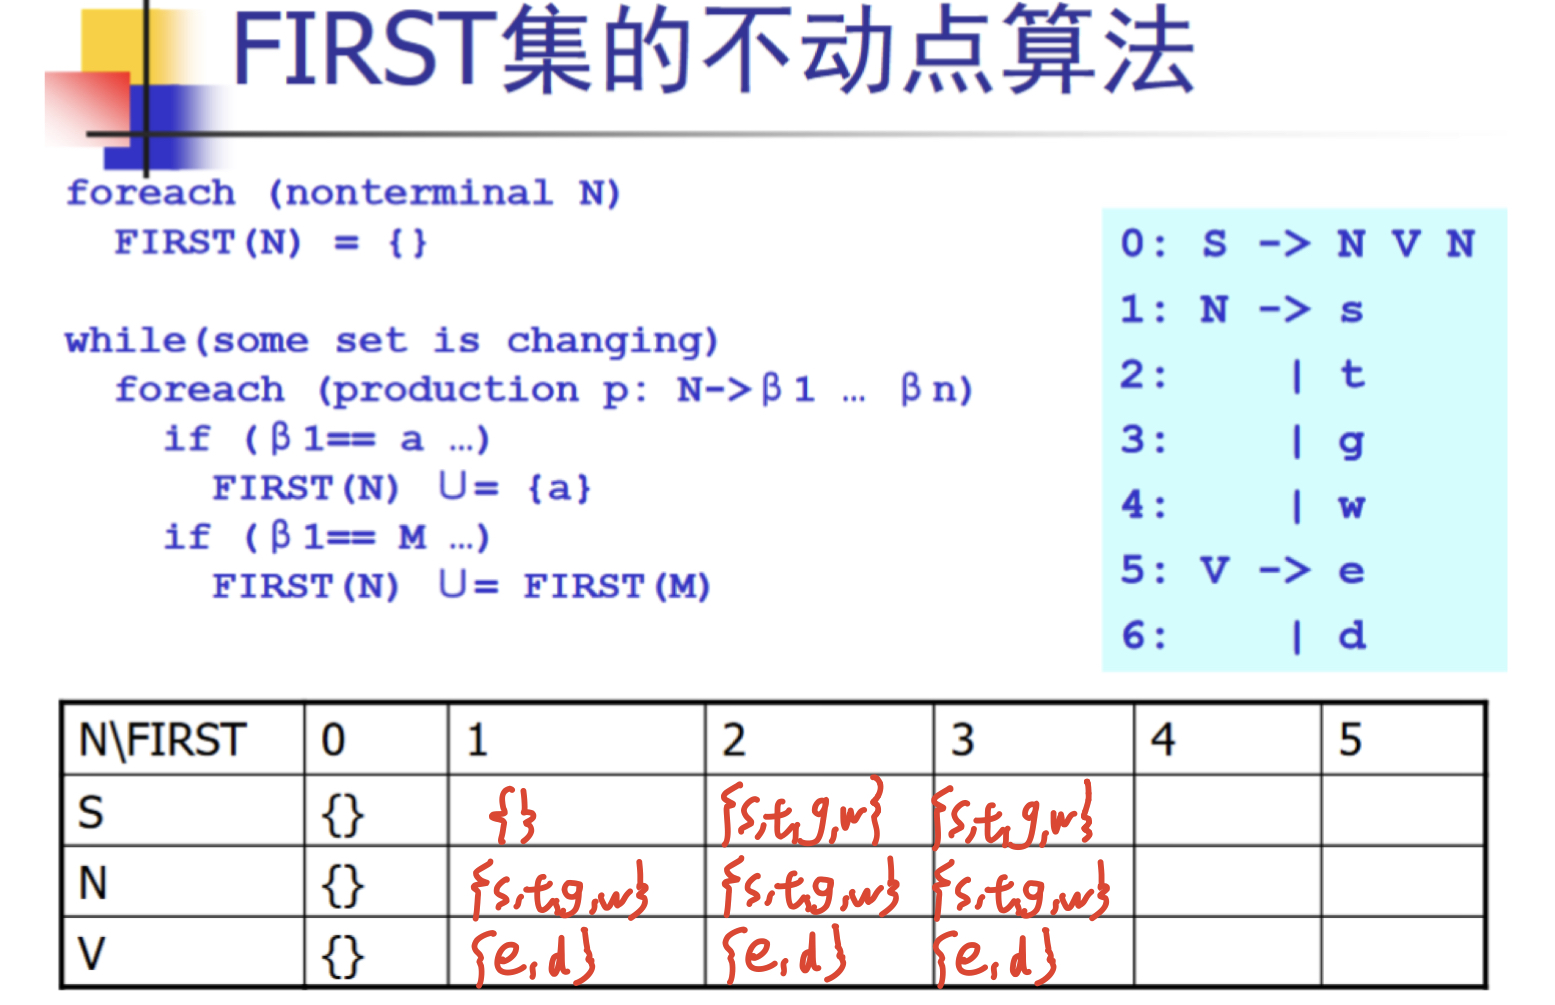 FIRST集的不动点算法
foreach (nonterminal N)
FIRST(N) = {}
while(some set is changing)
foreach (production p: N->β1 … βn)
if (β1== a …)
FIRST(N) ∪= {a}
if (β1== M …)
FIRST(N) ∪= FIRST(M)
0: S -> N V N
1: N -> s
2: | t
3: | g
4: | w
5: V -> e
6: | d
N\FIRST 0 1 2 3 4 5
S {} {} {s,t,g,w} {s,t,g,w}
N {} {s,t,g,w} {s,t,g,w} {s,t,g,w}
V {} {e,d} {e,d} {e,d}